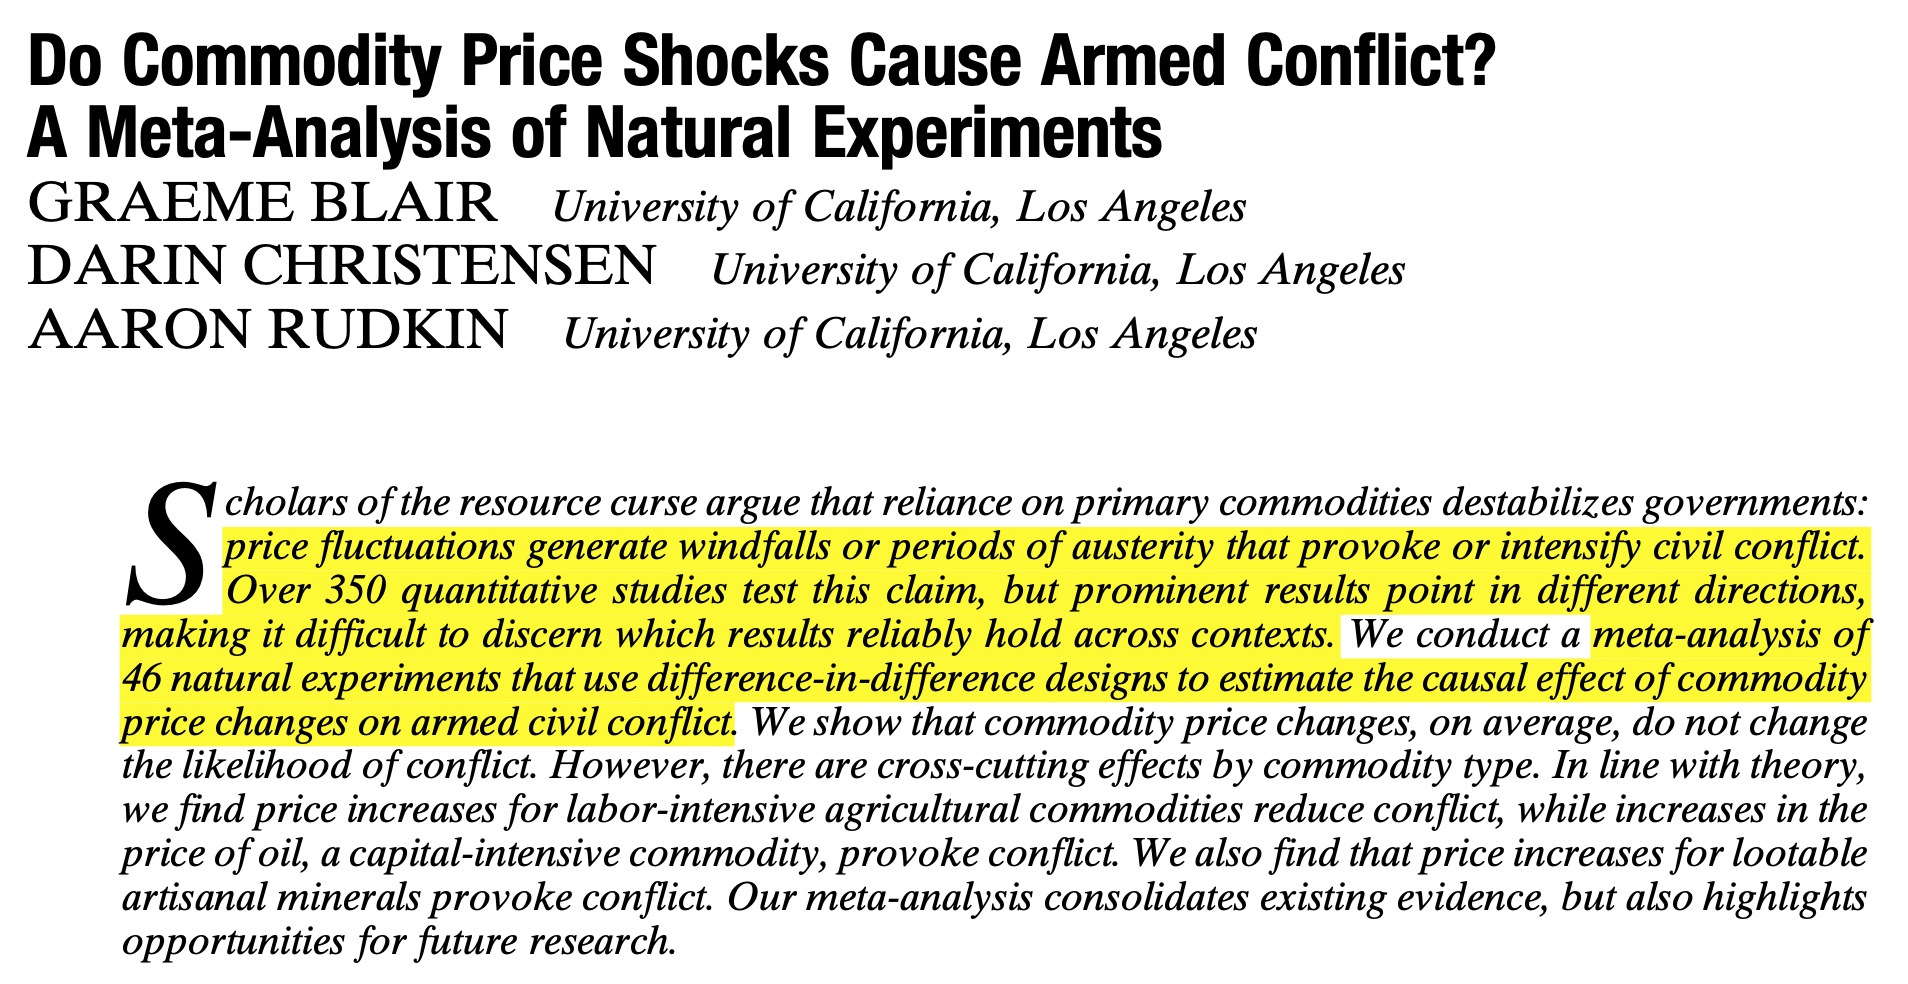 Do Commodity Price Shocks Cause Armed Conflict?
A Meta-Analysis of Natural Experiments
GRAEME BLAIR University of California, Los Angeles
DARIN CHRISTENSEN University of California, Los Angeles
AARON RUDKIN University of California, Los Angeles
Scholars of the resource curse argue that reliance on primary commodities destabilizes governments:
price fluctuations generate windfalls or periods of austerity that provoke or intensify civil conflict.
Over 350 quantitative studies test this claim, but prominent results point in different directions,
making it difficult to discern which results reliably hold across contexts. We conduct a meta-analysis of
46 natural experiments that use difference-in-difference designs to estimate the causal effect of commodity
price changes on armed civil conflict. We show that commodity price changes, on average, do not change
the likelihood of conflict. However, there are cross-cutting effects by commodity type. In line with theory,
we find price increases for labor-intensive agricultural commodities reduce conflict, while increases in the
price of oil, a capital-intensive commodity, provoke conflict. We also find that price increases for lootable
artisanal minerals provoke conflict. Our meta-analysis consolidates existing evidence, but also highlights
opportunities for future research.